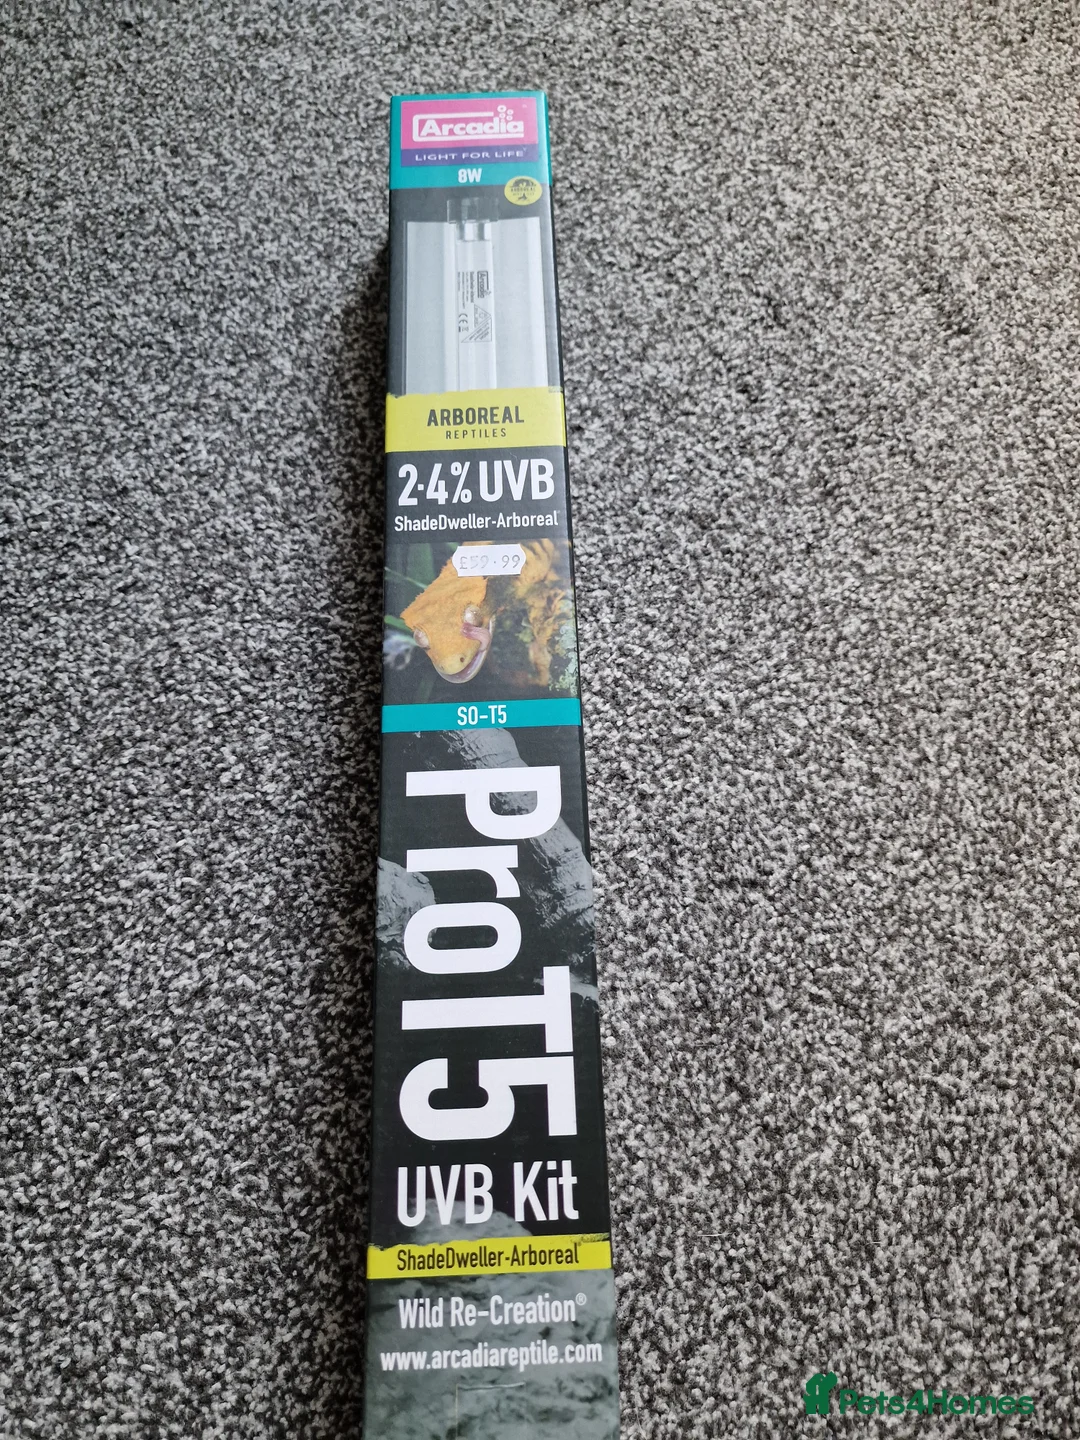 Arcadia
LIGHT FOR LIFE
8W
Arcadia
ARBOREAL
REPTILES
2·4% UVB
ShadeDweller-Arboreal
£59.99
SO-T5
ProT5
UVB Kit
ShadeDweller-Arboreal
Wild Re-Creation®
www.arcadiareptile.com
Pets4Homes